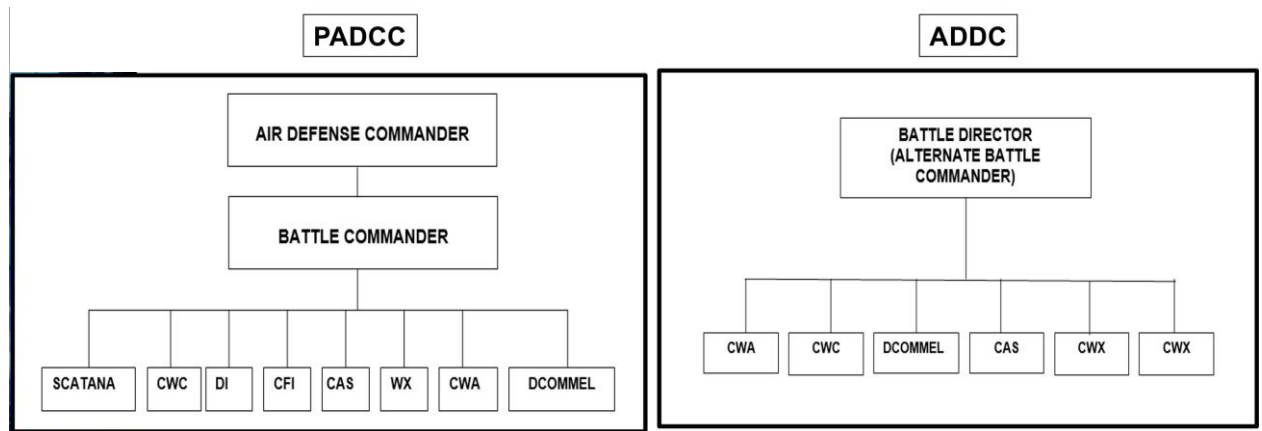 PADCC
AIR DEFENSE COMMANDER
BATTLE COMMANDER
SCATANA
CWC
DI
CFI
CAS
WX
CWA
DCOMMEL
ADDC
BATTLE DIRECTOR
(ALTERNATE BATTLE
COMMANDER)
CWA
CWC
DCOMMEL
CAS
CWX
CWX